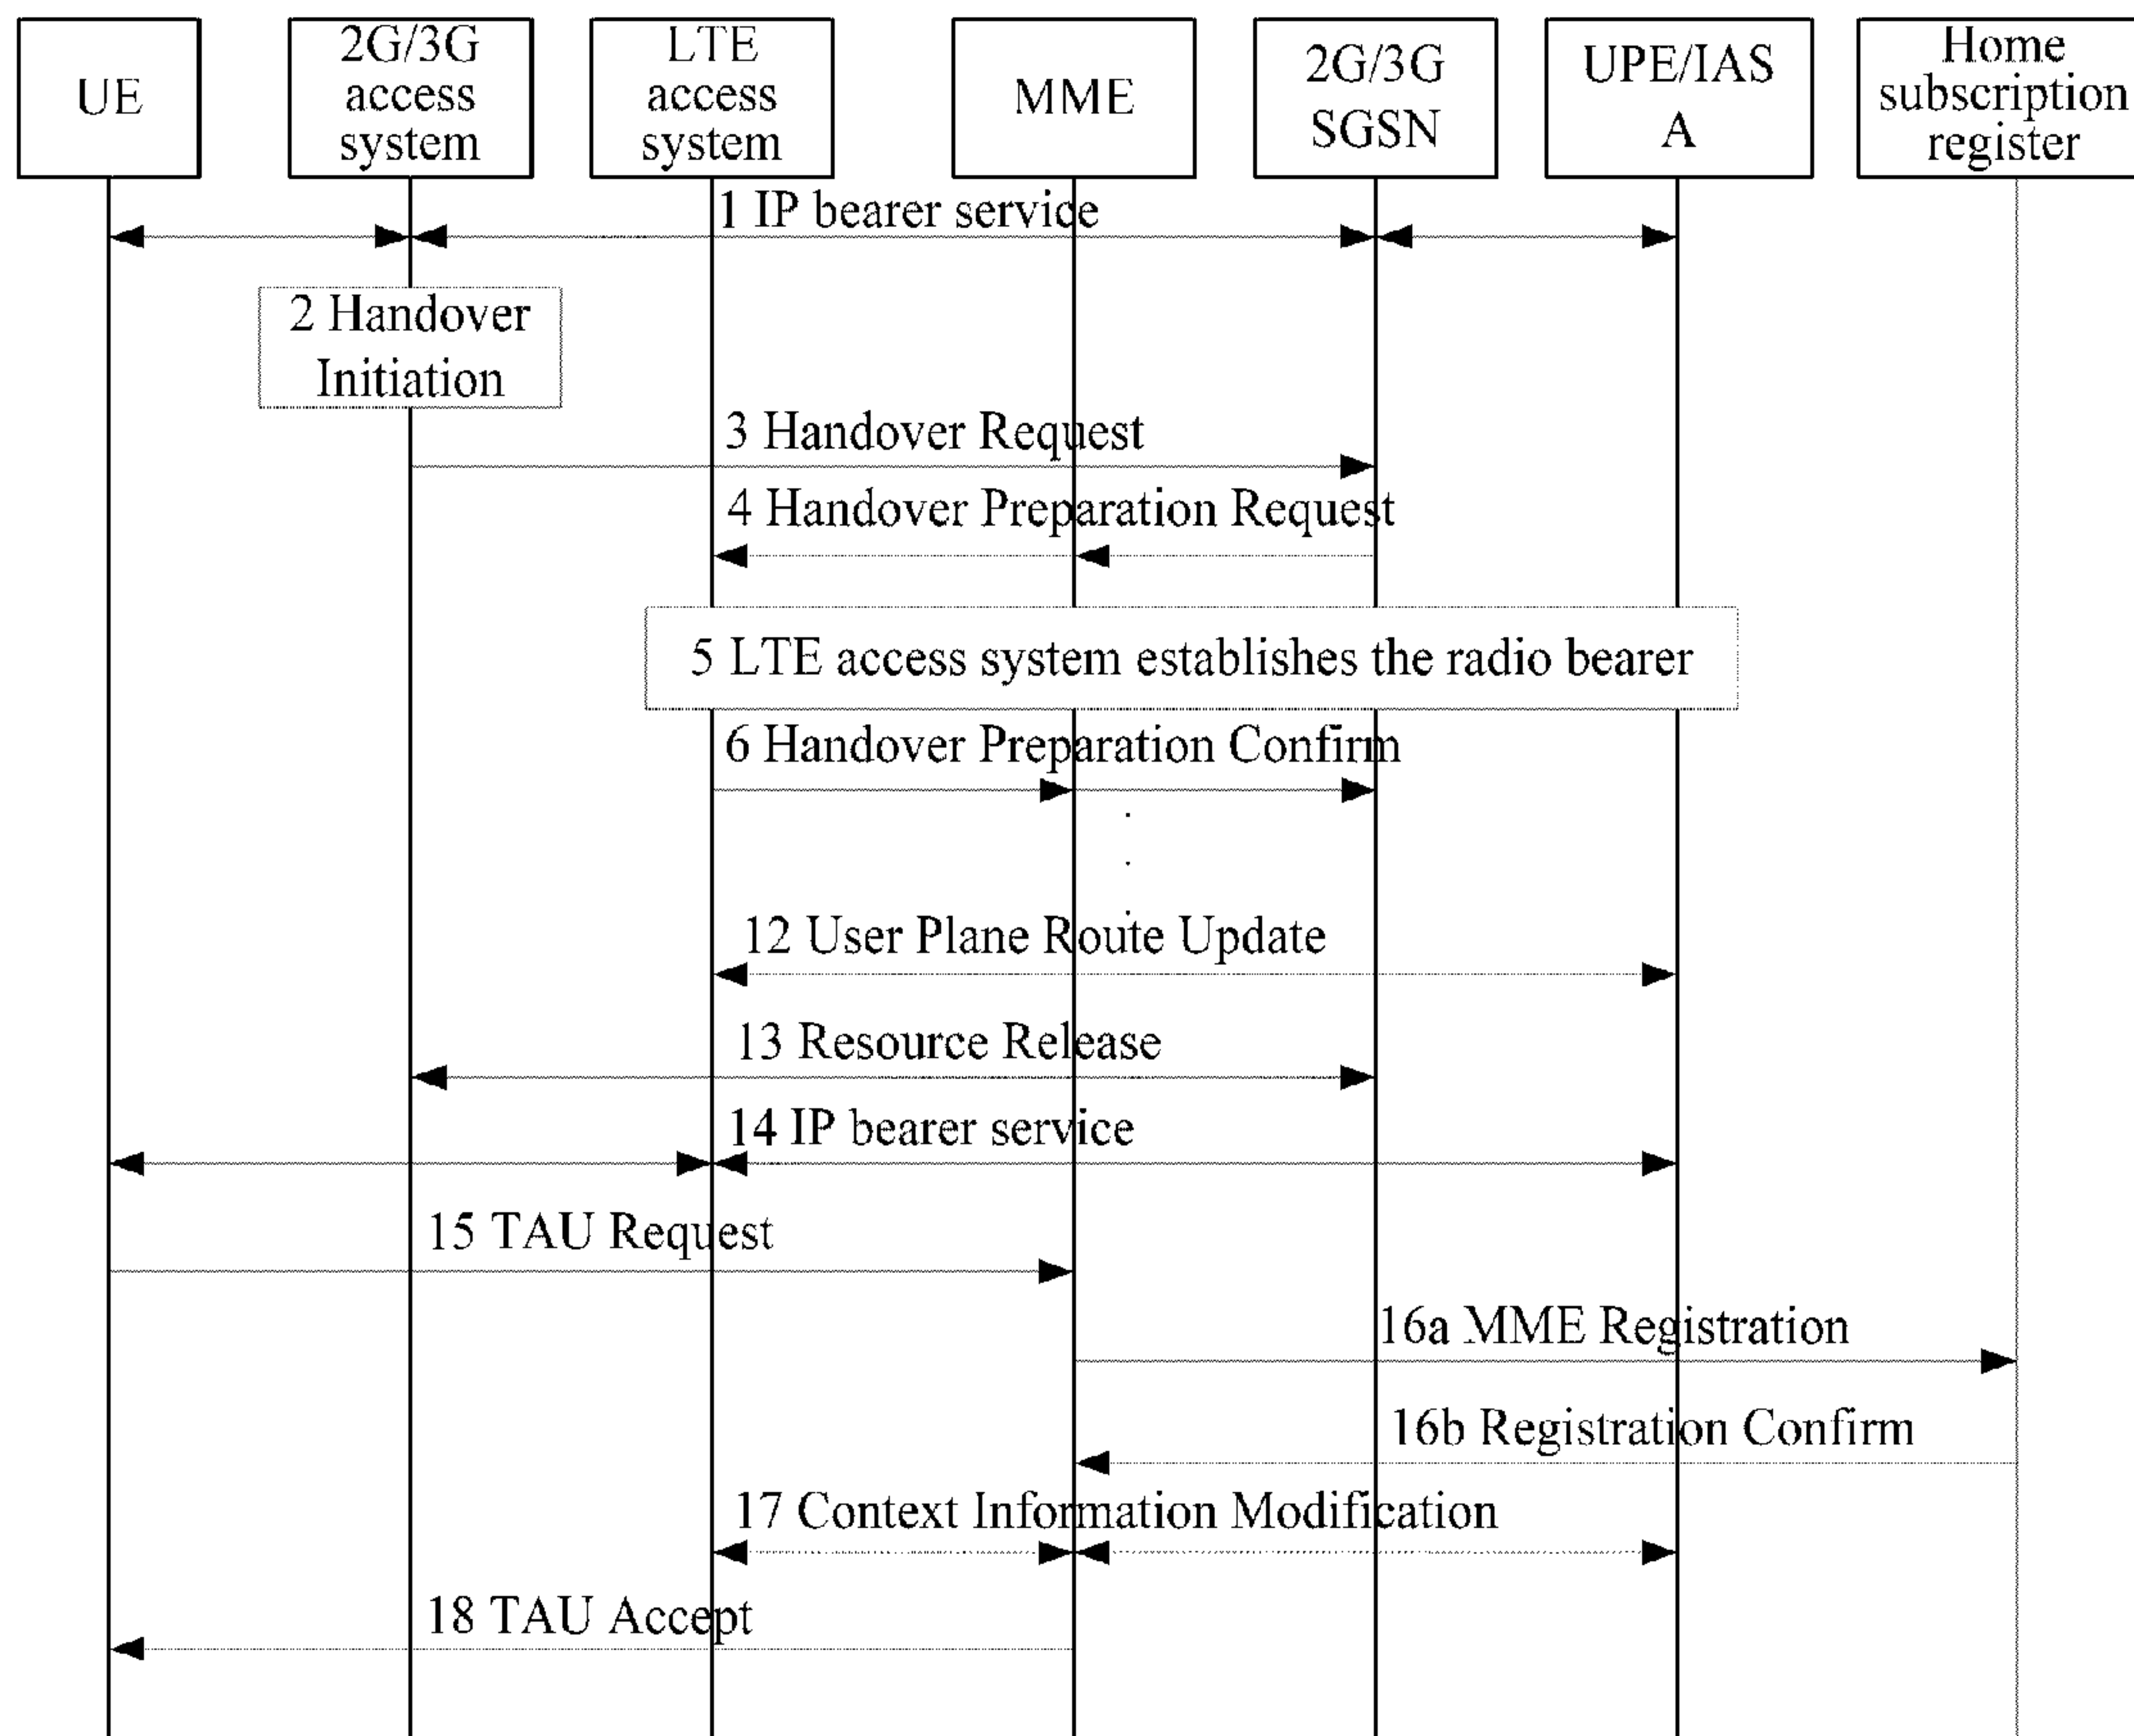 UE
2G/3G
access
system
LTE
access
system
MME
2G/3G
SGSN
UPE/IAS
A
Home
subscription
register
1 IP bearer service
2 Handover
Initiation
3 Handover Request
4 Handover Preparation Request
5 LTE access system establishes the radio bearer
6 Handover Preparation Confirm
12 User Plane Route Update
13 Resource Release
14 IP bearer service
15 TAU Request
16a MME Registration
16b Registration Confirm
17 Context Information Modification
18 TAU Accept